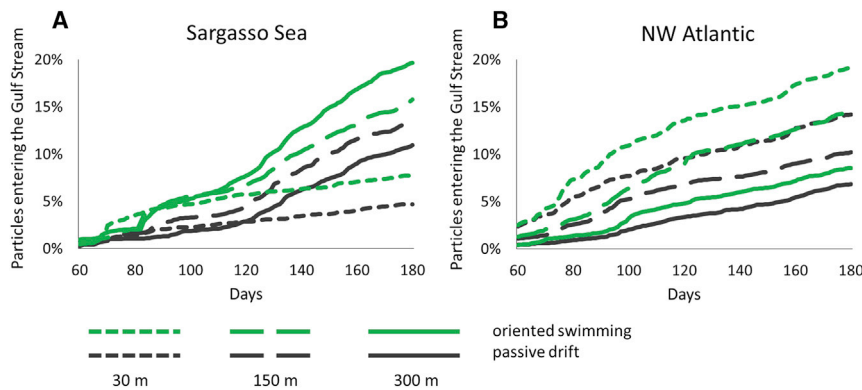 A
Sargasso Sea
Particles entering the Gulf Stream
20%
15%
10%
5%
0%
60 80 100 120 140 160 180
Days
B
NW Atlantic
Particles entering the Gulf Stream
20%
15%
10%
5%
0%
60 80 100 120 140 160 180
Days
oriented swimming
passive drift
30 m 150 m 300 m